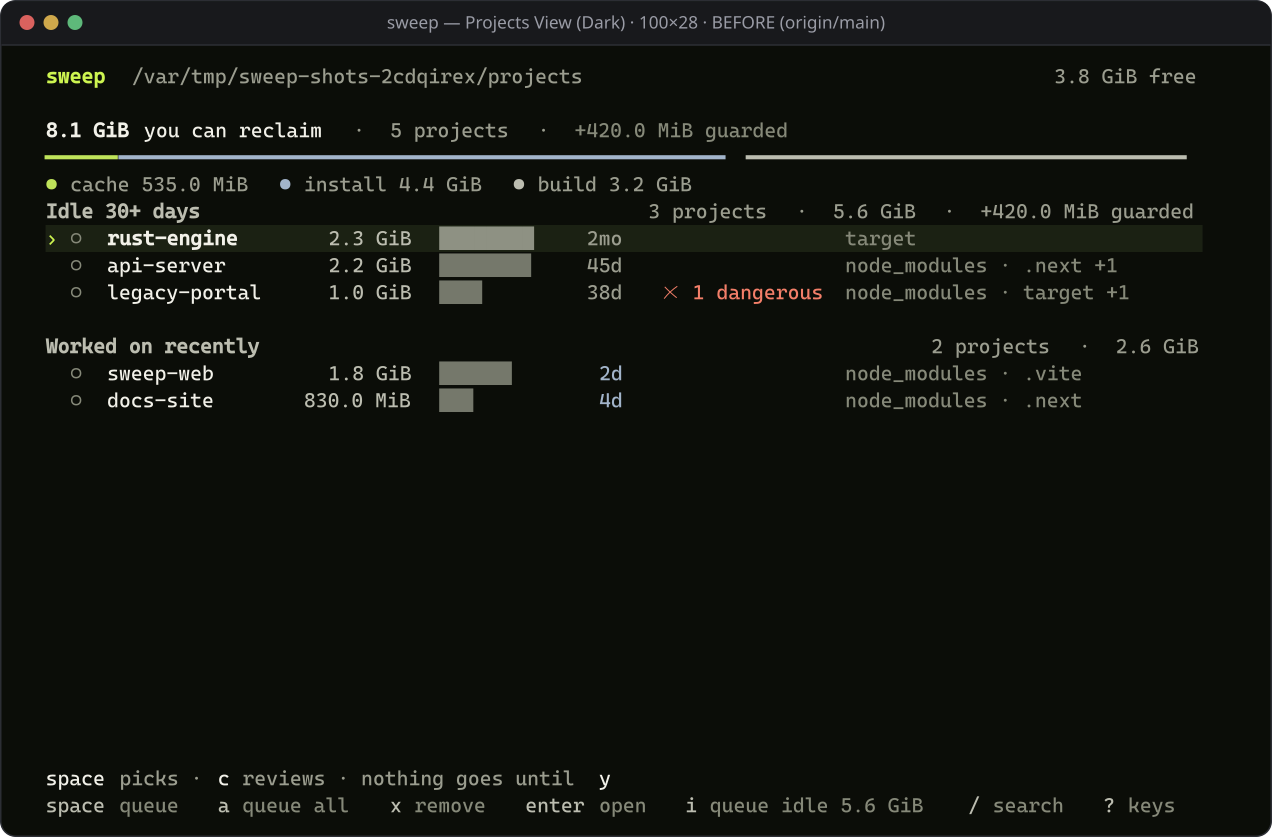 sweep — Projects View (Dark) · 100×28 · BEFORE (origin/main)
sweep /var/tmp/sweep-shots-2cdqirex/projects 3.8 GiB free
8.1 GiB you can reclaim · 5 projects · +420.0 MiB guarded
● cache 535.0 MiB ● install 4.4 GiB ● build 3.2 GiB
Idle 30+ days 3 projects · 5.6 GiB · +420.0 MiB guarded
› ○ rust-engine 2.3 GiB 2mo target
○ api-server 2.2 GiB 45d node_modules · .next +1
○ legacy-portal 1.0 GiB 38d ✕ 1 dangerous node_modules · target +1
Worked on recently 2 projects · 2.6 GiB
○ sweep-web 1.8 GiB 2d node_modules · .vite
○ docs-site 830.0 MiB 4d node_modules · .next
space picks · c reviews · nothing goes until y
space queue a queue all x remove enter open i queue idle 5.6 GiB / search ? keys